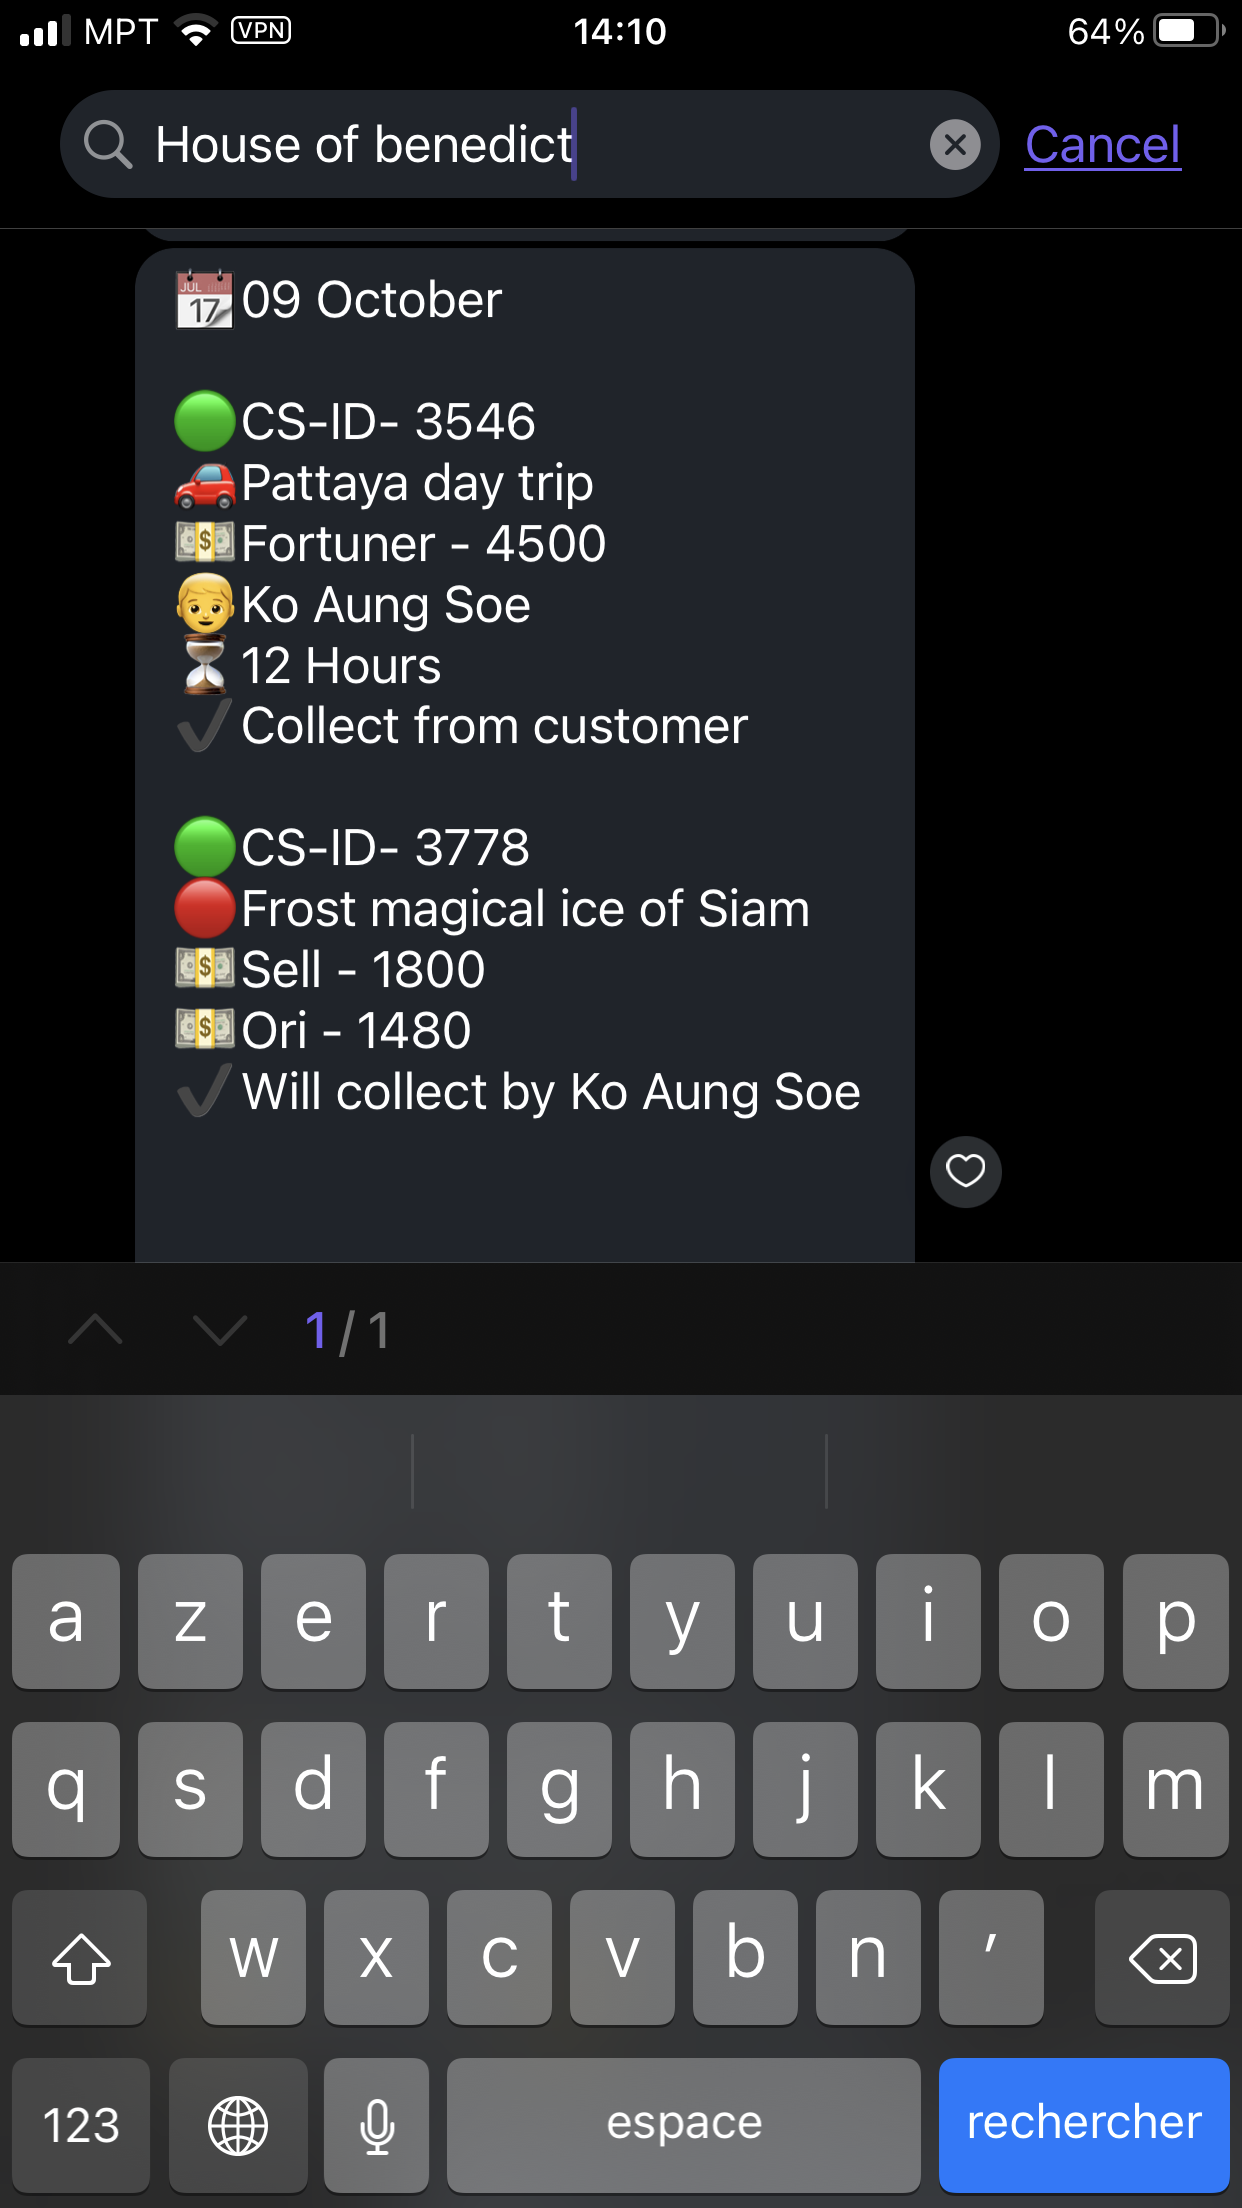 MPT VPN 14:10 64%
House of benedict Cancel
📆09 October
🟢CS-ID- 3546
🚗Pattaya day trip
💵Fortuner - 4500
👦Ko Aung Soe
⏳12 Hours
✔️Collect from customer
🟢CS-ID- 3778
🔴Frost magical ice of Siam
💵Sell - 1800
💵Ori - 1480
✔️Will collect by Ko Aung Soe
1 / 1
a z e r t y u i o p
q s d f g h j k l m
w x c v b n ′
123 espace rechercher